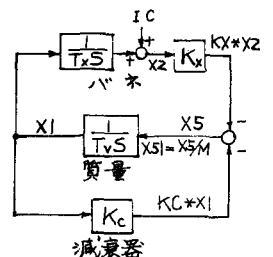 IC
1
TxS
+
+
X2
Kx
KX*X2
バネ
X1
1
TvS
X5
X51=X5/M
-
-
質量
Kc
KC*X1
減衰器